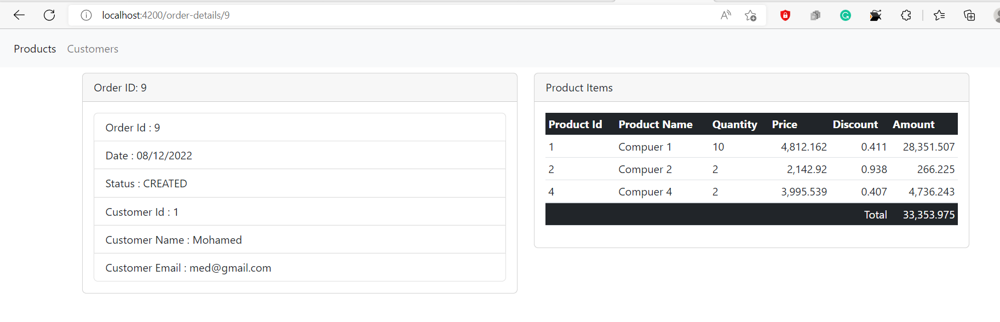 localhost:4200/order-details/9
Products Customers
Order ID: 9
Order Id : 9
Date : 08/12/2022
Status : CREATED
Customer Id : 1
Customer Name : Mohamed
Customer Email : med@gmail.com
Product Items
Product Id Product Name Quantity Price Discount Amount
1 Compuer 1 10 4,812.162 0.411 28,351.507
2 Compuer 2 2 2,142.92 0.938 266.225
4 Compuer 4 2 3,995.539 0.407 4,736.243
Total 33,353.975